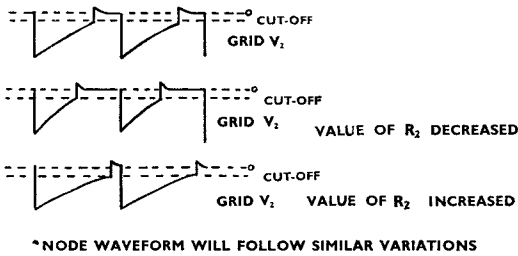 o CUT-OFF
GRID V₂
o CUT-OFF
GRID V₂ VALUE OF R₂ DECREASED
o CUT-OFF
GRID V₂ VALUE OF R₂ INCREASED
*NODE WAVEFORM WILL FOLLOW SIMILAR VARIATIONS